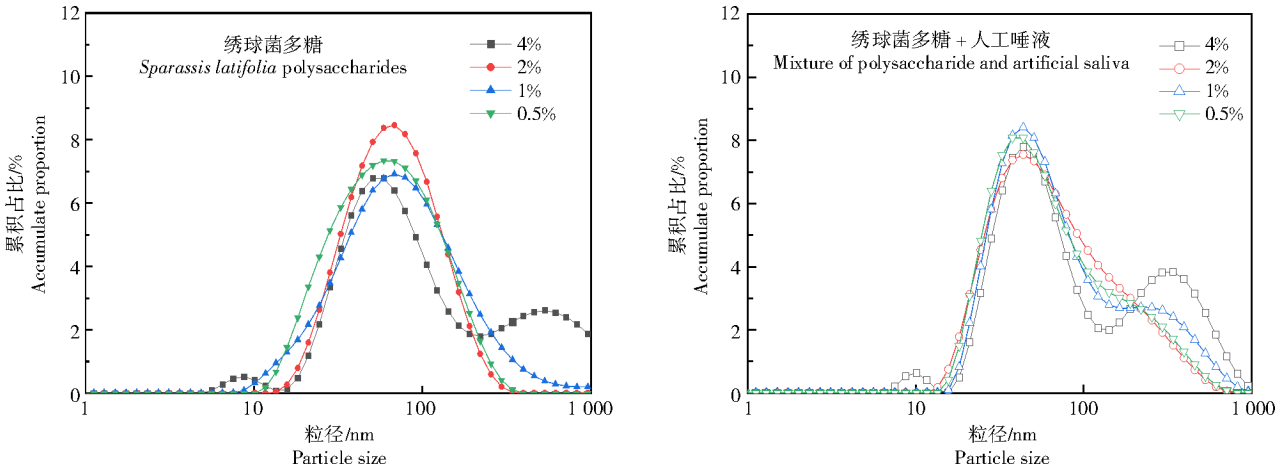 12
10
8
6
4
2
0
累积占比/%
Accumulate proportion
绣球菌多糖
Sparassis latifolia polysaccharides
4%
2%
1%
0.5%
1
10
100
1 000
粒径/nm
Particle size
12
10
8
6
4
2
0
累积占比/%
Accumulate proportion
绣球菌多糖+人工唾液
Mixture of polysaccharide and artificial saliva
4%
2%
1%
0.5%
1
10
100
1 000
粒径/nm
Particle size